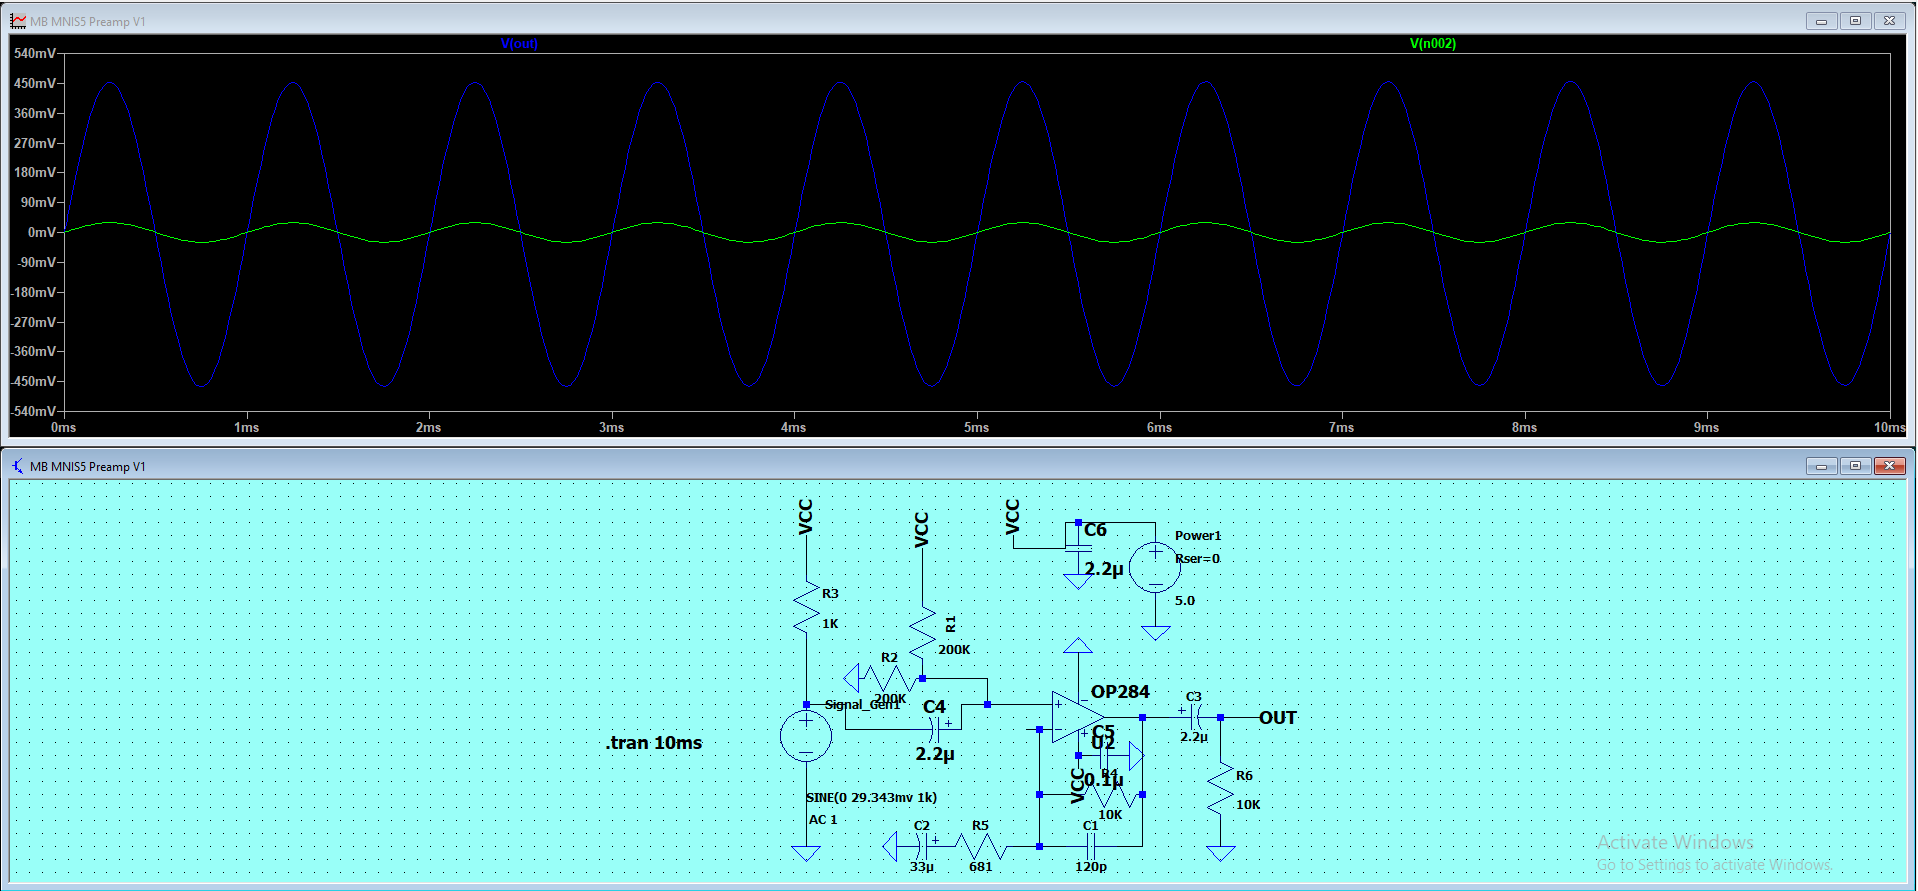 MB MNIS5 Preamp V1
V(out)
V(n002)
540mV
450mV
360mV
270mV
180mV
90mV
0mV
-90mV
-180mV
-270mV
-360mV
-450mV
-540mV
0ms 1ms 2ms 3ms 4ms 5ms 6ms 7ms 8ms 9ms 10ms
MB MNIS5 Preamp V1
VCC
VCC
VCC
C6
2.2µ
Power1
Rser=0
5.0
R3
1K
R1
200K
R2
200K
Signal_Gen1
C4
+
2.2µ
OP284
C5
U2
0.1µ
VCC
R4
10K
C3
+
2.2µ
OUT
R6
10K
.tran 10ms
SINE(0 29.343mv 1k)
AC 1
C2
+
33µ
R5
681
C1
120p
Activate Windows
Go to Settings to activate Windows.